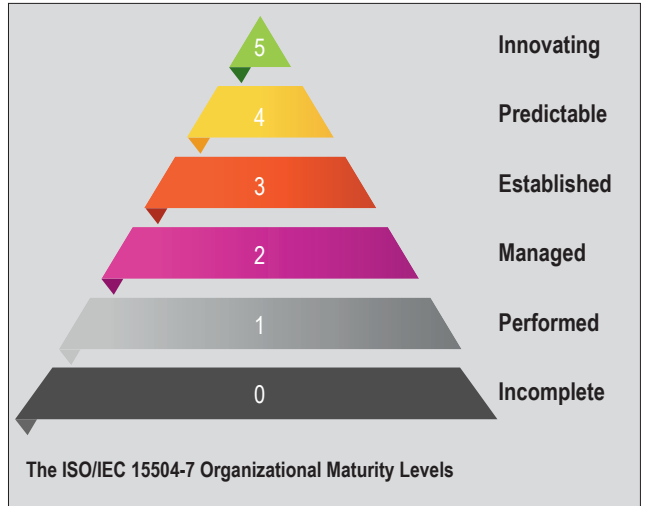 5 Innovating
4 Predictable
3 Established
2 Managed
1 Performed
0 Incomplete
The ISO/IEC 15504-7 Organizational Maturity Levels